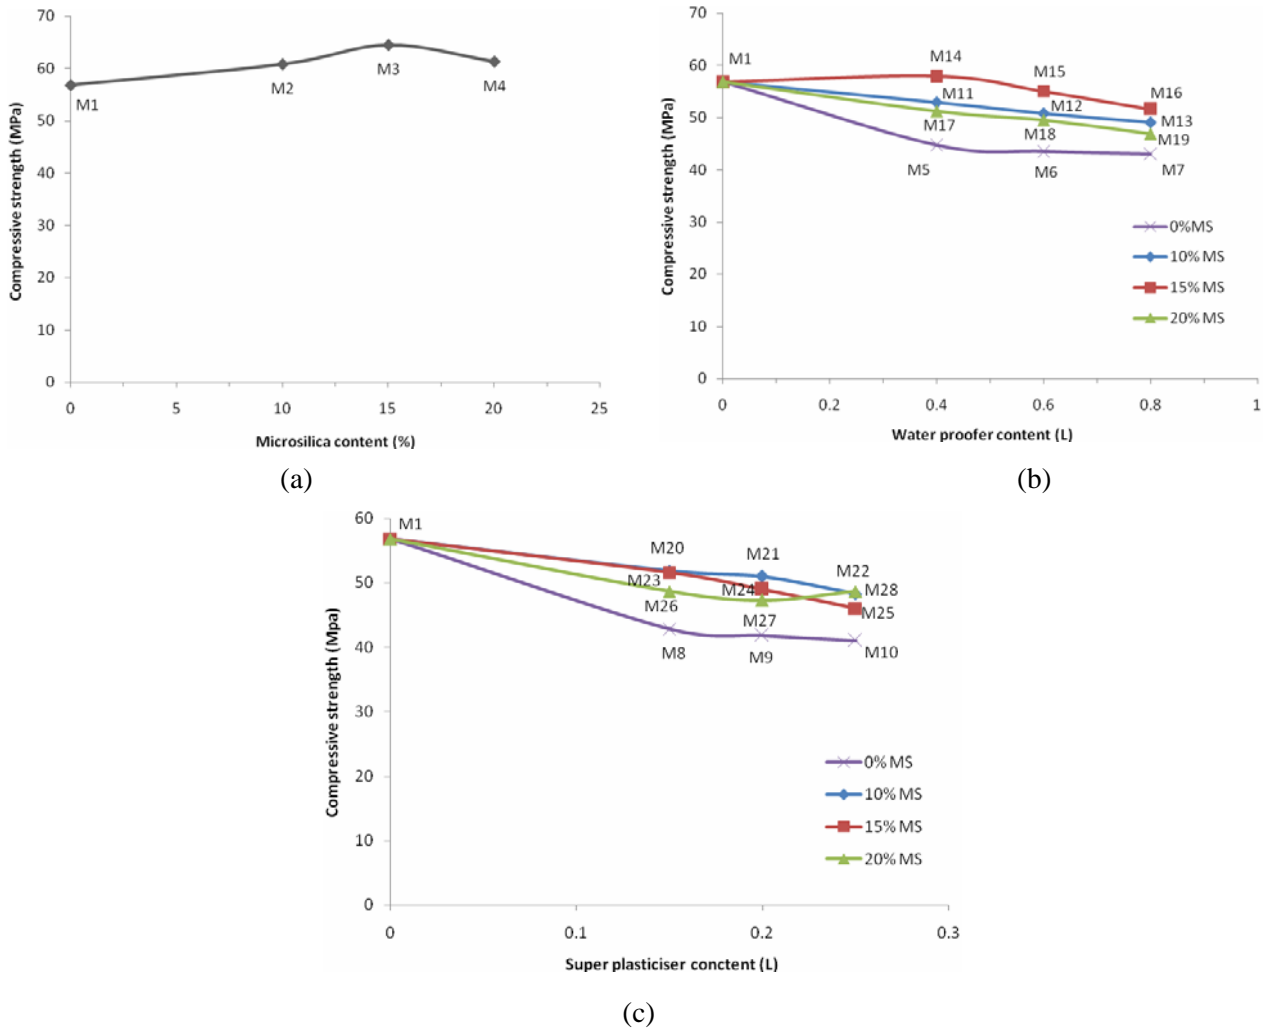 70
60
50
40
30
20
10
0
Compressive strength (MPa)
M1
M2
M3
M4
0 5 10 15 20 25
Microsilica content (%)
(a)
70
60
50
40
30
20
10
0
Compressive strength (MPa)
M1
M14
M15
M16
M11
M12
M13
M17
M18
M19
M5
M6
M7
0%MS
10% MS
15% MS
20% MS
0 0.2 0.4 0.6 0.8 1
Water proofer content (L)
(b)
60
50
40
30
20
10
0
Compressive strength (Mpa)
M1
M20
M21
M22
M23
M24
M28
M26
M27
M25
M8
M9
M10
0% MS
10% MS
15% MS
20% MS
0 0.1 0.2 0.3
Super plasticiser conctent (L)
(c)